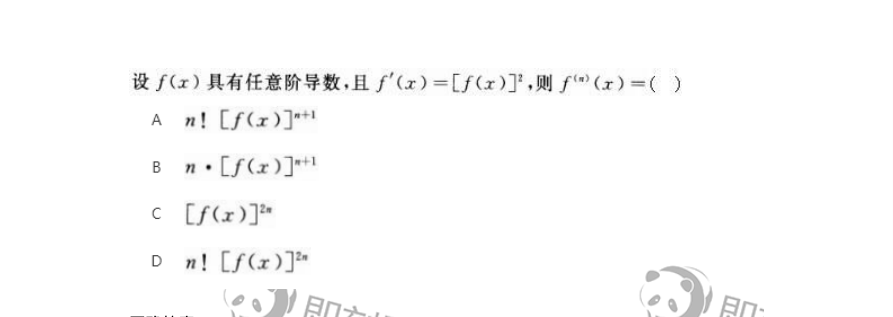 设 f(x) 具有任意阶导数,且 f′(x)=[f(x)]²,则 f⁽ⁿ⁾(x)=( )
A n! [f(x)]ⁿ⁺¹
B n·[f(x)]ⁿ⁺¹
C [f(x)]²ⁿ
D n! [f(x)]²ⁿ